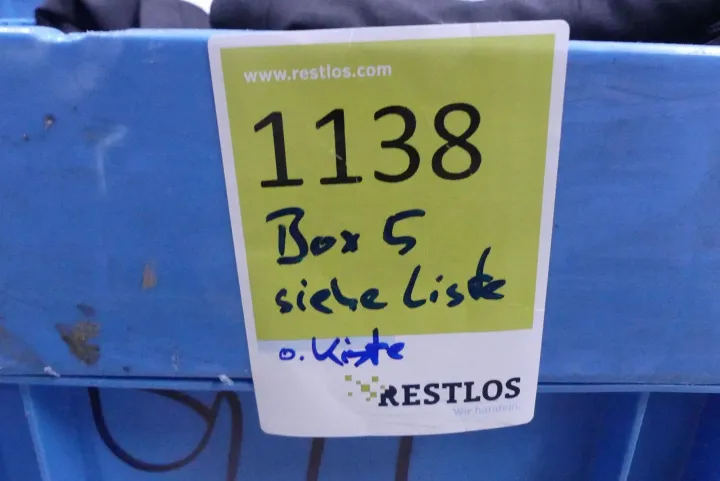 www.restlos.com
1138
Box 5
siehe Liste
o. Kiste
RESTLOS
Wir handeln.